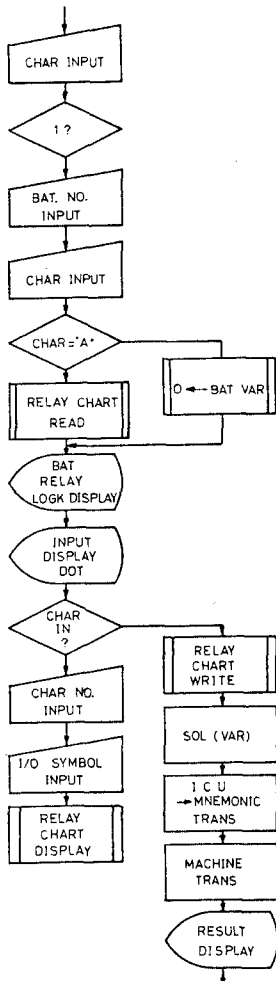 CHAR INPUT
1 ?
BAT. NO.
INPUT
CHAR INPUT
CHAR="A"
O ← BAT VAR
RELAY CHART
READ
BAT
RELAY
LOGK DISPLAY
INPUT
DISPLAY
DOT
CHAR
IN
?
RELAY
CHART
WRITE
CHAR NO.
INPUT
SOL (VAR)
I/O SYMBOL
INPUT
I C U
→MNEMONIC
TRANS
RELAY
CHART
DISPLAY
MACHINE
TRANS
RESULT
DISPLAY